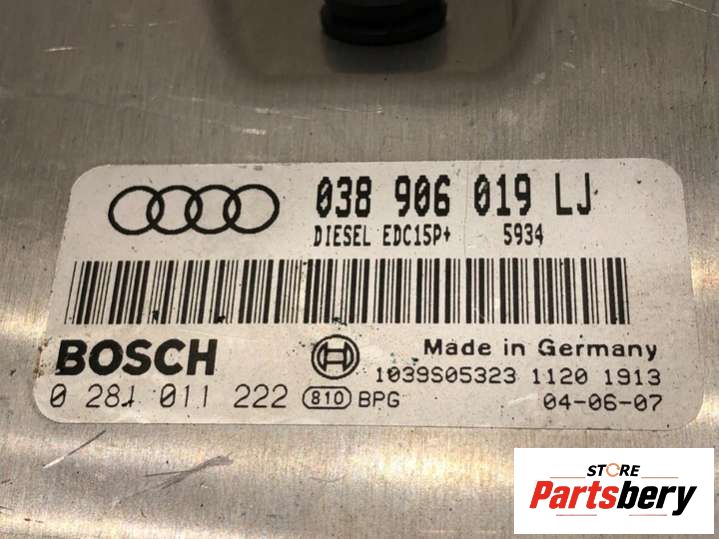 038 906 019 LJ
DIESEL EDC15P+ 5934
BOSCH
Made in Germany
1039S05323 1120 1913
0 281 011 222 810 BPG 04-06-07
STORE
Partsbery